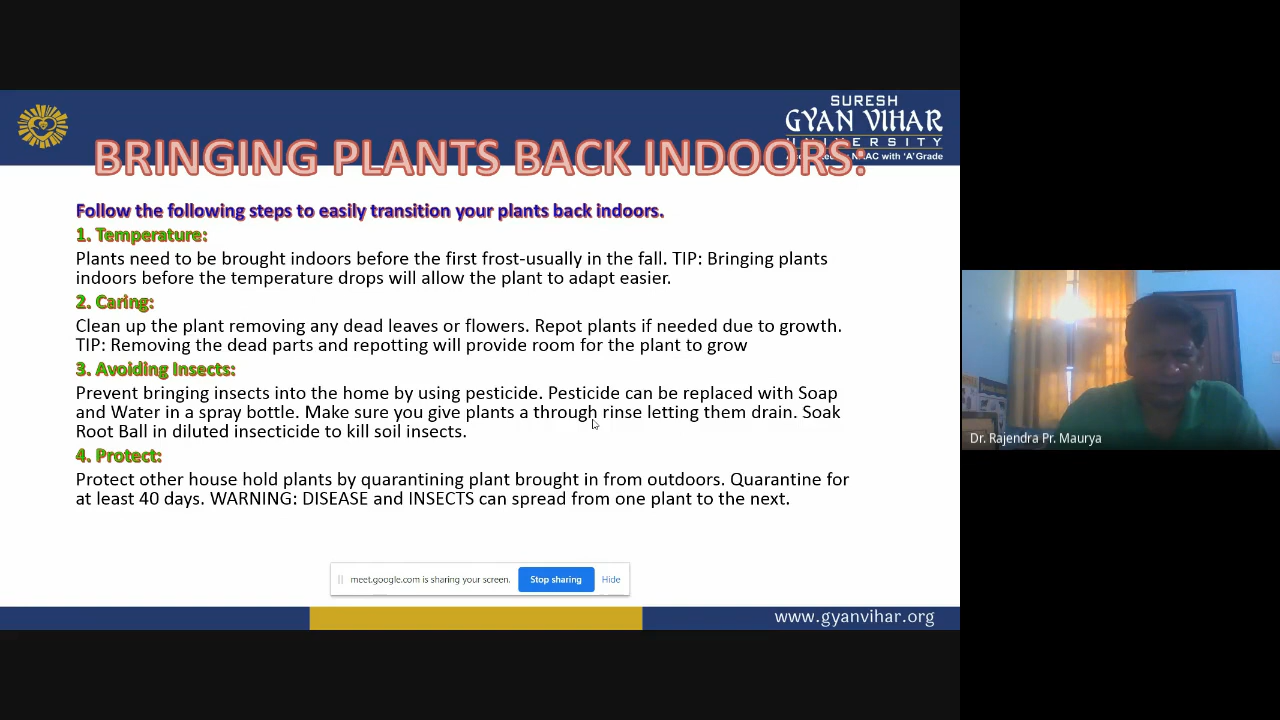 SURESH
GYAN VIHAR
UNIVERSITY
with 'A' Grade
BRINGING PLANTS BACK INDOORS:
Follow the following steps to easily transition your plants back indoors.
1. Temperature:
Plants need to be brought indoors before the first frost-usually in the fall. TIP: Bringing plants
indoors before the temperature drops will allow the plant to adapt easier.
2. Caring:
Clean up the plant removing any dead leaves or flowers. Repot plants if needed due to growth.
TIP: Removing the dead parts and repotting will provide room for the plant to grow
3. Avoiding Insects:
Prevent bringing insects into the home by using pesticide. Pesticide can be replaced with Soap
and Water in a spray bottle. Make sure you give plants a through rinse letting them drain. Soak
Root Ball in diluted insecticide to kill soil insects.
4. Protect:
Protect other house hold plants by quarantining plant brought in from outdoors. Quarantine for
at least 40 days. WARNING: DISEASE and INSECTS can spread from one plant to the next.
meet.google.com is sharing your screen.
Stop sharing
Hide
www.gyanvihar.org
Dr. Rajendra Pr. Maurya